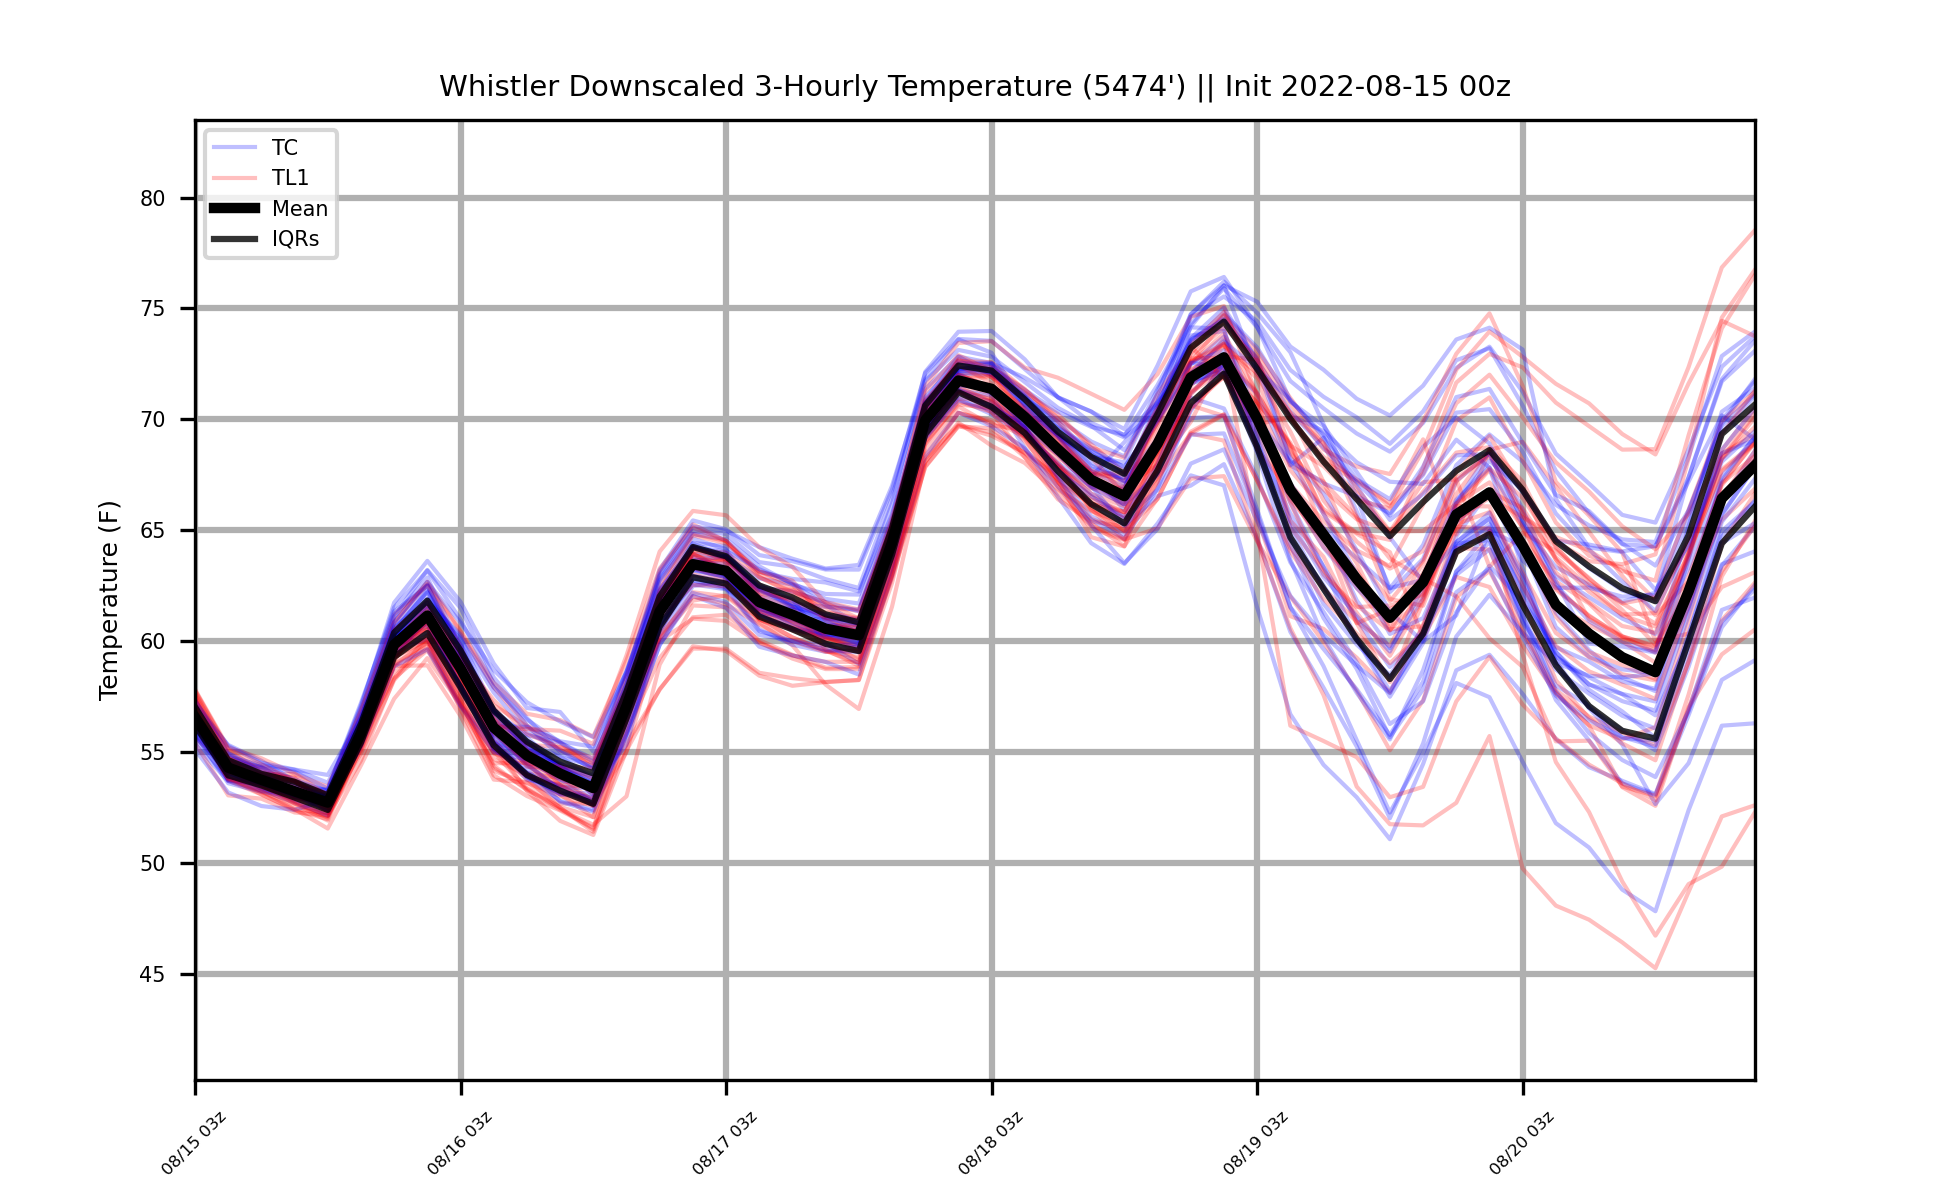 Whistler Downscaled 3-Hourly Temperature (5474') || Init 2022-08-15 00z
TC
TL1
Mean
IQRs
Temperature (F)
80
75
70
65
60
55
50
45
08/15 03z
08/16 03z
08/17 03z
08/18 03z
08/19 03z
08/20 03z